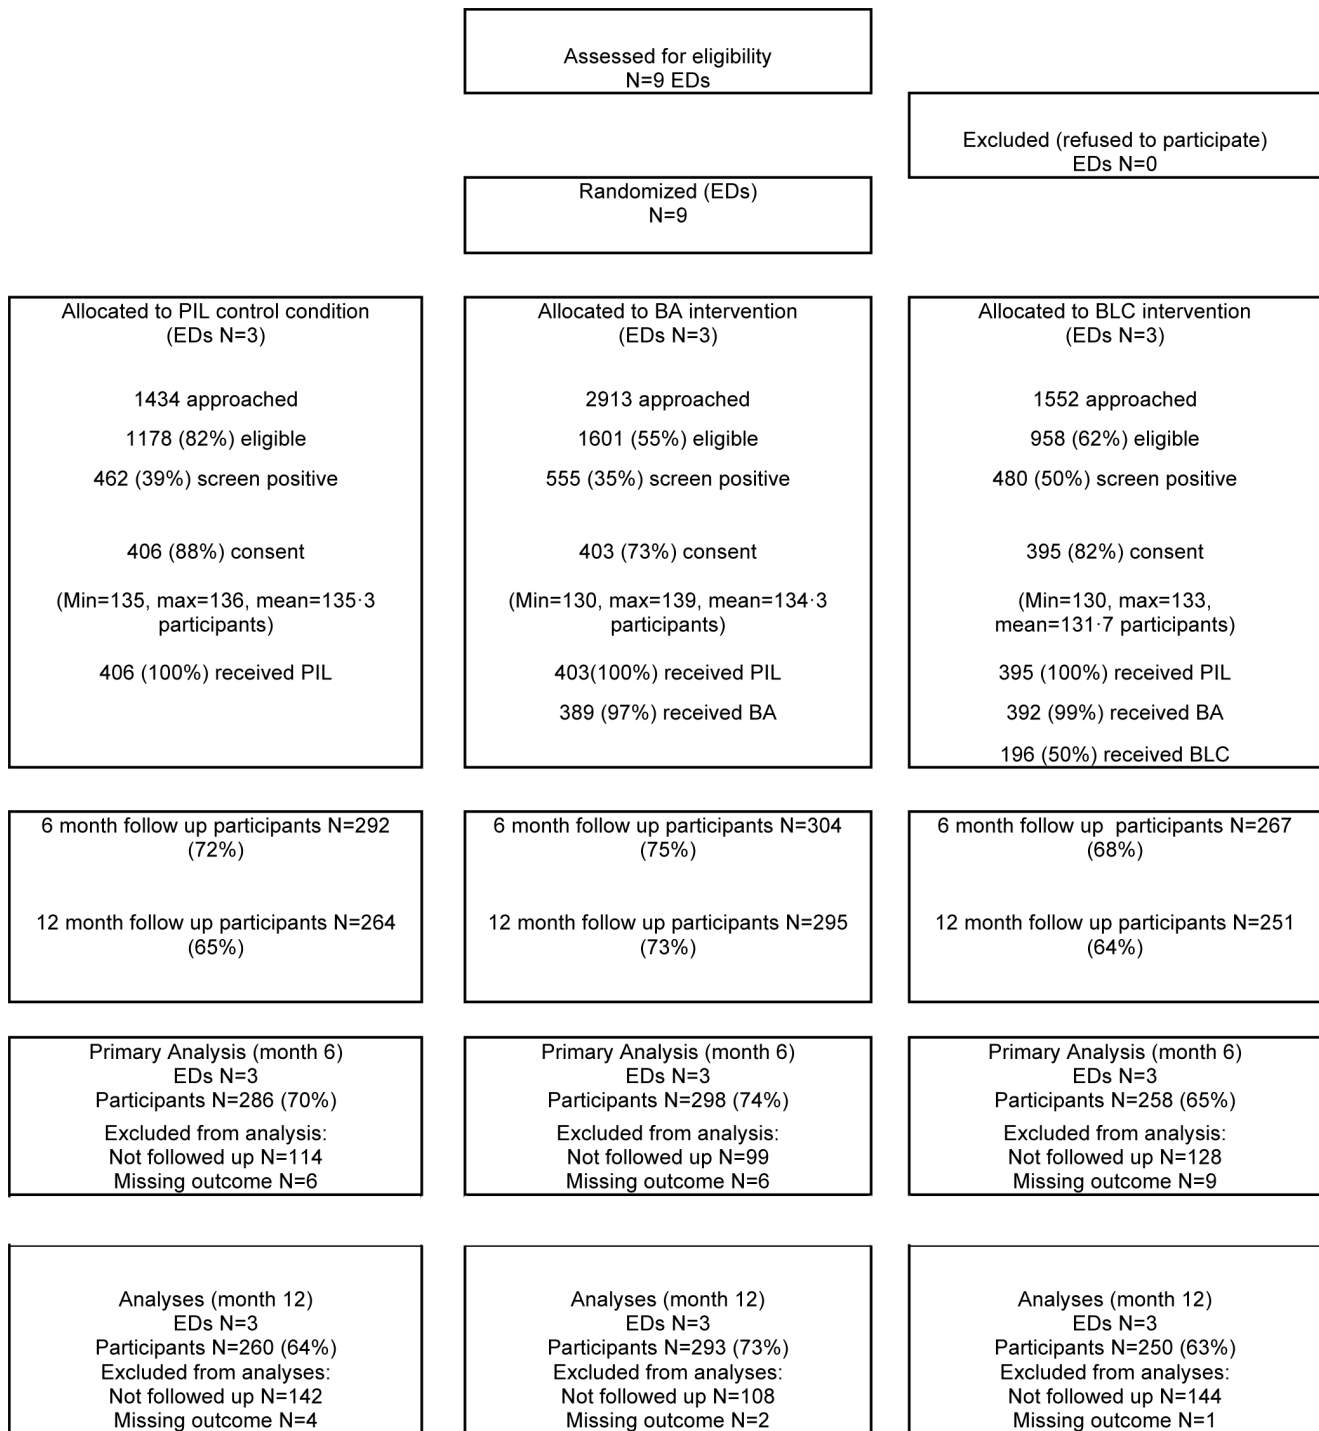 Assessed for eligibility
N=9 EDs
Excluded (refused to participate)
EDs N=0
Randomized (EDs)
N=9
Allocated to PIL control condition
(EDs N=3)
1434 approached
1178 (82%) eligible
462 (39%) screen positive
406 (88%) consent
(Min=135, max=136, mean=135·3
participants)
406 (100%) received PIL
Allocated to BA intervention
(EDs N=3)
2913 approached
1601 (55%) eligible
555 (35%) screen positive
403 (73%) consent
(Min=130, max=139, mean=134·3
participants)
403(100%) received PIL
389 (97%) received BA
Allocated to BLC intervention
(EDs N=3)
1552 approached
958 (62%) eligible
480 (50%) screen positive
395 (82%) consent
(Min=130, max=133,
mean=131·7 participants)
395 (100%) received PIL
392 (99%) received BA
196 (50%) received BLC
6 month follow up participants N=292
(72%)
12 month follow up participants N=264
(65%)
6 month follow up participants N=304
(75%)
12 month follow up participants N=295
(73%)
6 month follow up  participants N=267
(68%)
12 month follow up participants N=251
(64%)
Primary Analysis (month 6)
EDs N=3
Participants N=286 (70%)
Excluded from analysis:
Not followed up N=114
Missing outcome N=6
Primary Analysis (month 6)
EDs N=3
Participants N=298 (74%)
Excluded from analysis:
Not followed up N=99
Missing outcome N=6
Primary Analysis (month 6)
EDs N=3
Participants N=258 (65%)
Excluded from analysis:
Not followed up N=128
Missing outcome N=9
Analyses (month 12)
EDs N=3
Participants N=260 (64%)
Excluded from analyses:
Not followed up N=142
Missing outcome N=4
Analyses (month 12)
EDs N=3
Participants N=293 (73%)
Excluded from analyses:
Not followed up N=108
Missing outcome N=2
Analyses (month 12)
EDs N=3
Participants N=250 (63%)
Excluded from analyses:
Not followed up N=144
Missing outcome N=1